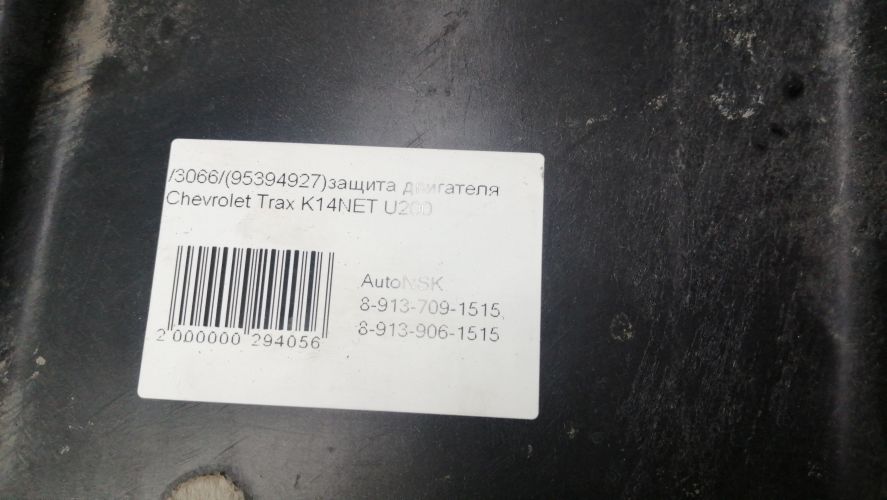 /3066/(95394927)защита двигателя
Chevrolet Trax K14NET U200
AutoNSK
8-913-709-1515
8-913-906-1515
2 000000 294056